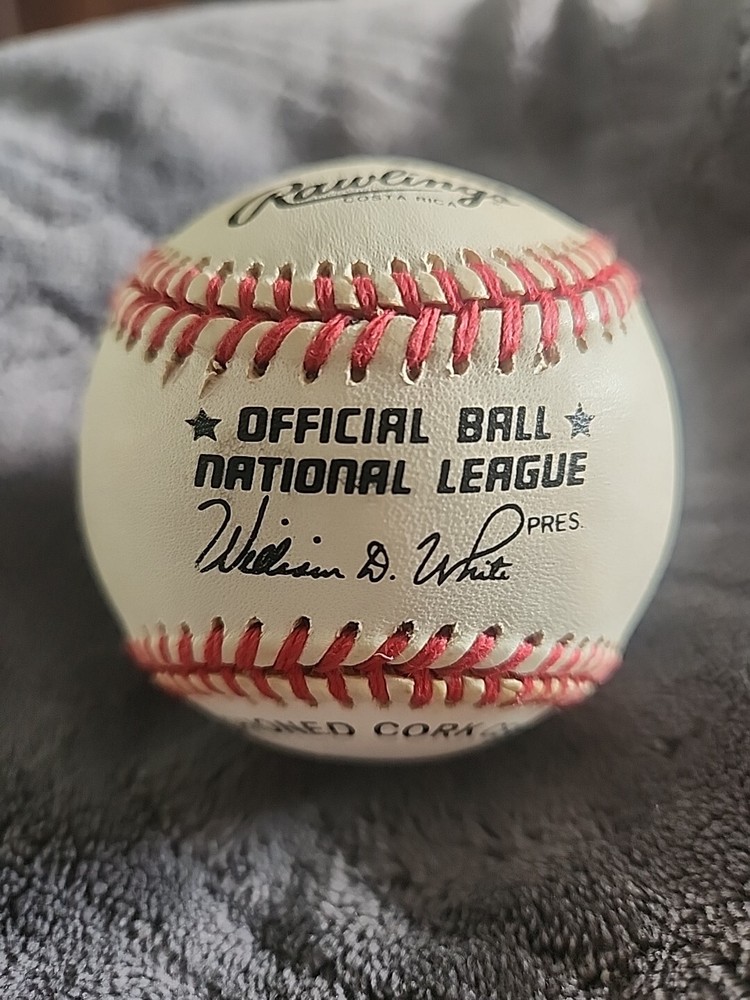 Rawlings
COSTA RICA
★ OFFICIAL BALL ★
NATIONAL LEAGUE
William D. White PRES.
CORK